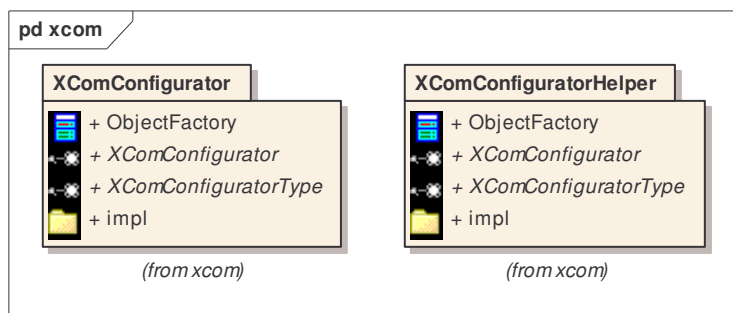 pd xcom
XComConfigurator
+ ObjectFactory
+ XComConfigurator
+ XComConfiguratorType
+ impl
(from xcom)
XComConfiguratorHelper
+ ObjectFactory
+ XComConfigurator
+ XComConfiguratorType
+ impl
(from xcom)